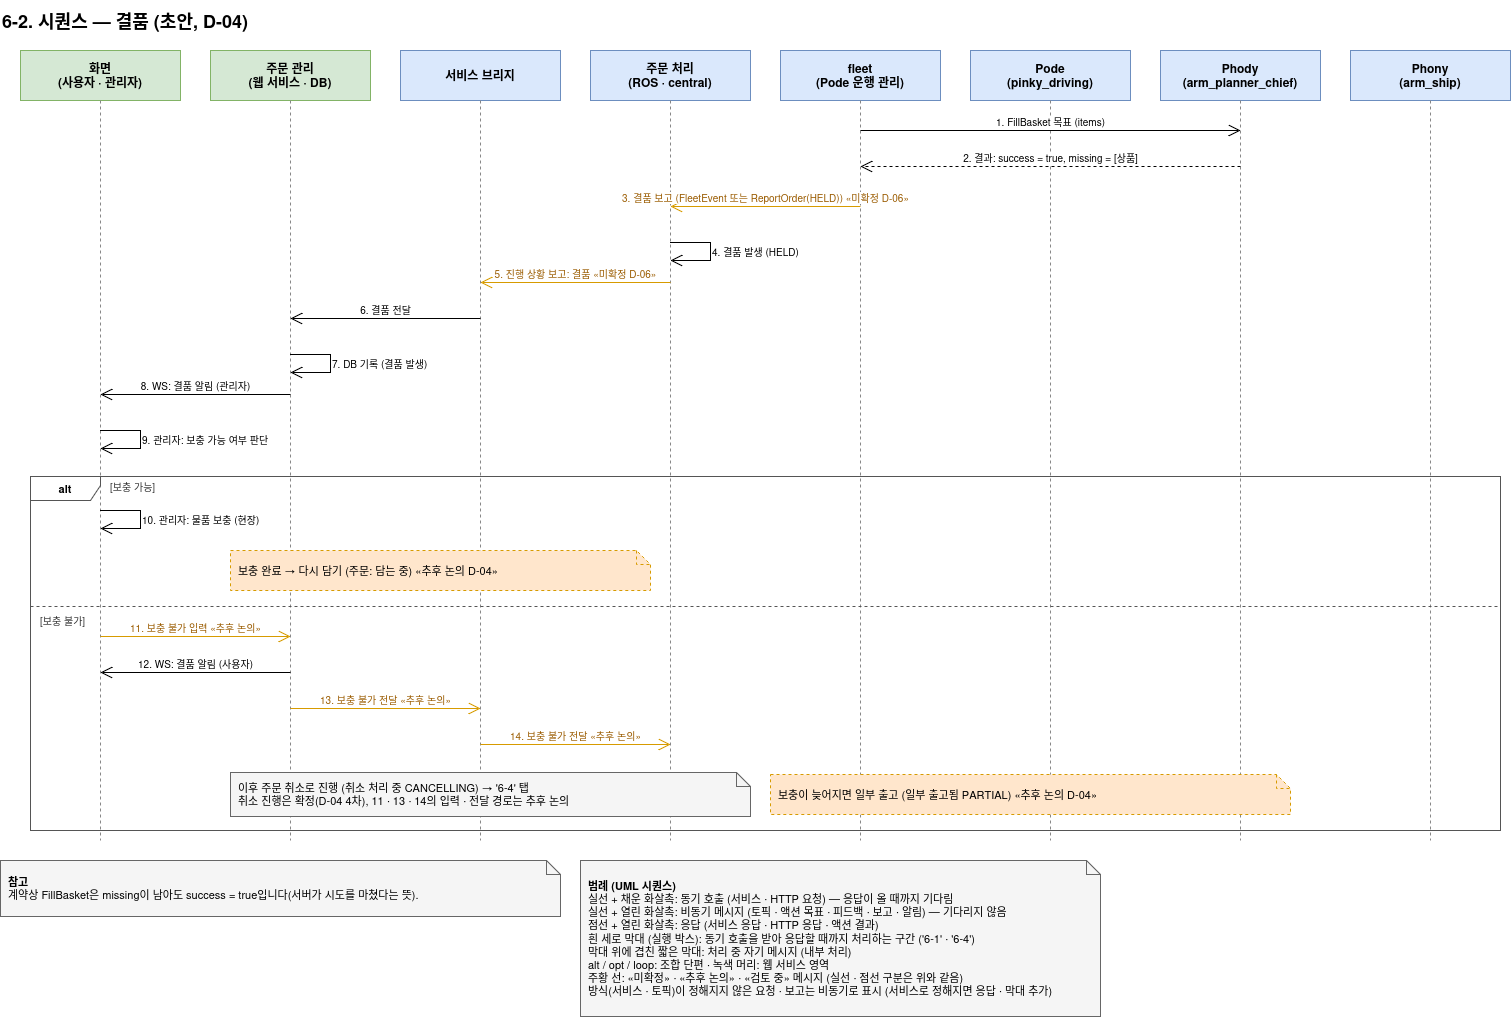 6-2. 시퀀스 — 결품 (초안, D-04)
화면
(사용자 · 관리자)
주문 관리
(웹 서비스 · DB)
서비스 브리지
주문 처리
(ROS · central)
fleet
(Pode 운행 관리)
Pode
(pinky_driving)
Phody
(arm_planner_chief)
Phony
(arm_ship)
1. FillBasket 목표 (items)
2. 결과: success = true, missing = [상품]
3. 결품 보고 (FleetEvent 또는 ReportOrder(HELD)) «미확정 D-06»
4. 결품 발생 (HELD)
5. 진행 상황 보고: 결품 «미확정 D-06»
6. 결품 전달
7. DB 기록 (결품 발생)
8. WS: 결품 알림 (관리자)
9. 관리자: 보충 가능 여부 판단
alt
[보충 가능]
10. 관리자: 물품 보충 (현장)
보충 완료 → 다시 담기 (주문: 담는 중) «추후 논의 D-04»
[보충 불가]
11. 보충 불가 입력 «추후 논의»
12. WS: 결품 알림 (사용자)
13. 보충 불가 전달 «추후 논의»
14. 보충 불가 전달 «추후 논의»
이후 주문 취소로 진행 (취소 처리 중 CANCELLING) → '6-4' 탭
취소 진행은 확정(D-04 4차), 11 · 13 · 14의 입력 · 전달 경로는 추후 논의
보충이 늦어지면 일부 출고 (일부 출고됨 PARTIAL) «추후 논의 D-04»
참고
계약상 FillBasket은 missing이 남아도 success = true입니다(서버가 시도를 마쳤다는 뜻).
범례 (UML 시퀀스)
실선 + 채운 화살촉: 동기 호출 (서비스 · HTTP 요청) — 응답이 올 때까지 기다림
실선 + 열린 화살촉: 비동기 메시지 (토픽 · 액션 목표 · 피드백 · 보고 · 알림) — 기다리지 않음
점선 + 열린 화살촉: 응답 (서비스 응답 · HTTP 응답 · 액션 결과)
흰 세로 막대 (실행 박스): 동기 호출을 받아 응답할 때까지 처리하는 구간 ('6-1' · '6-4')
막대 위에 겹친 짧은 막대: 처리 중 자기 메시지 (내부 처리)
alt / opt / loop: 조합 단편 · 녹색 머리: 웹 서비스 영역
주황 선: «미확정» · «추후 논의» · «검토 중» 메시지 (실선 · 점선 구분은 위와 같음)
방식(서비스 · 토픽)이 정해지지 않은 요청 · 보고는 비동기로 표시 (서비스로 정해지면 응답 · 막대 추가)